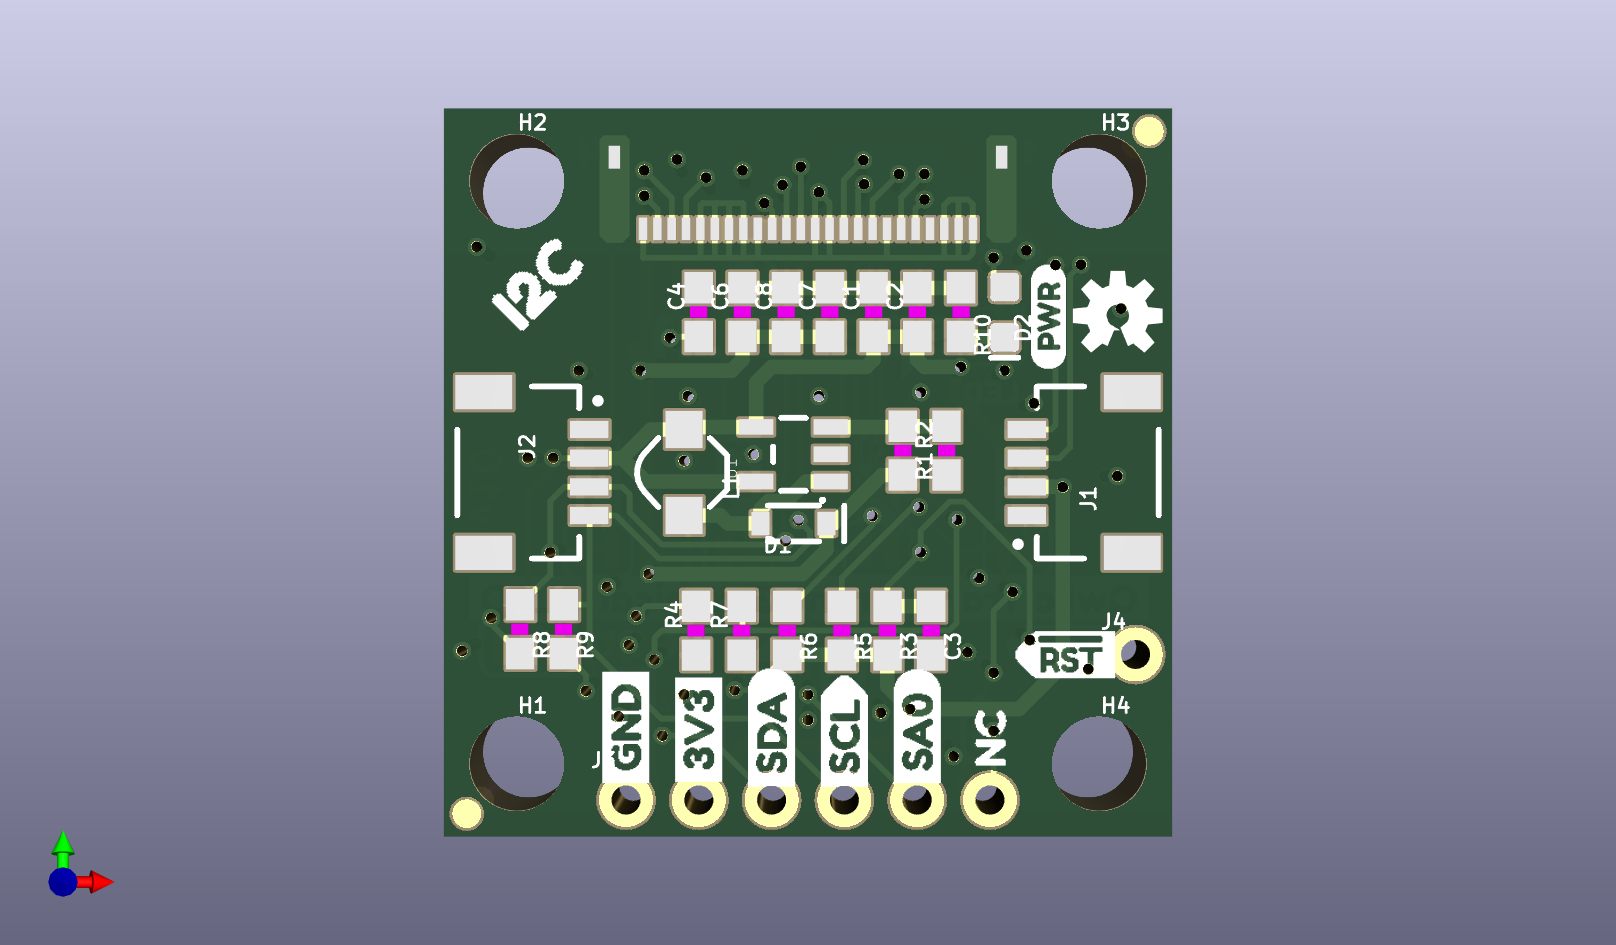 H2
H3
I2C
C4
C6
C8
C7
C1
C2
R10
D2
PWR
J2
R2
R1
J1
D1
R4
R7
R8
R9
R6
R5
R3
C3
J4
RST
H1
H4
J
GND
3V3
SDA
SCL
SA0
NC